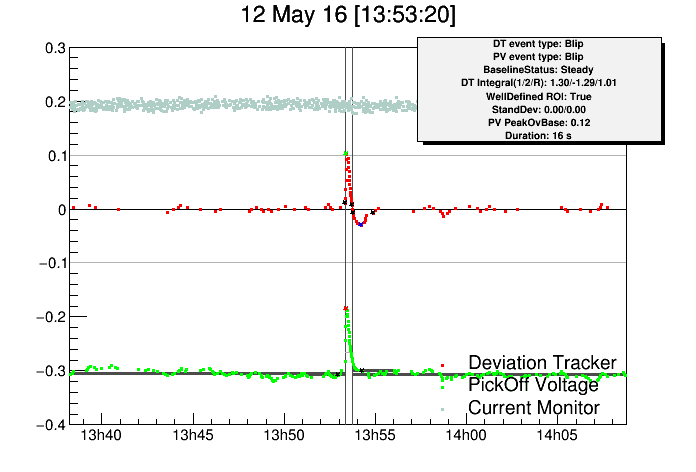 12 May 16 [13:53:20]
DT event type: Blip
PV event type: Blip
BaselineStatus: Steady
DT Integral(1/2/R): 1.30/-1.29/1.01
WellDefined ROI: True
StandDev: 0.00/0.00
PV PeakOvBase: 0.12
Duration: 16 s
0.3
0.2
0.1
0
−0.1
−0.2
−0.3
−0.4
Deviation Tracker
PickOff Voltage
Current Monitor
13h40
13h45
13h50
13h55
14h00
14h05